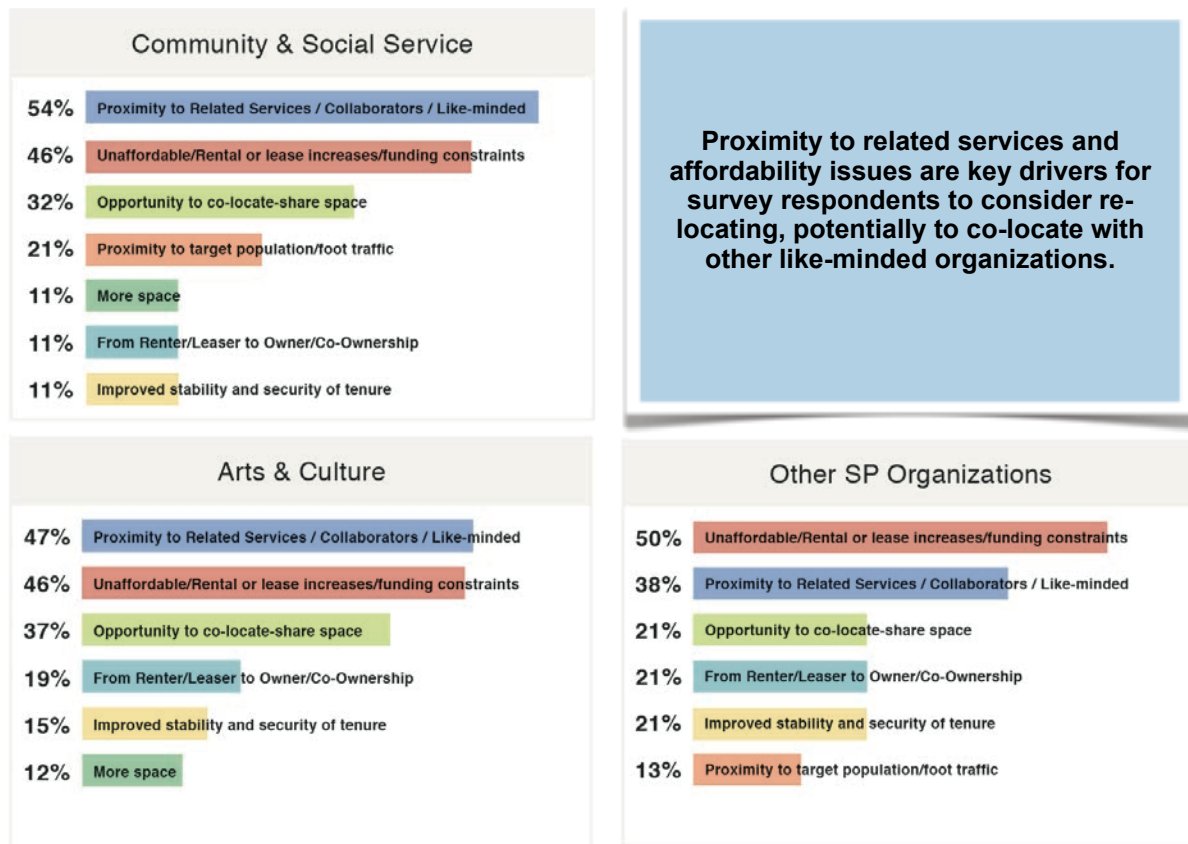 Community & Social Service
54% Proximity to Related Services / Collaborators / Like-minded
46% Unaffordable/Rental or lease increases/funding constraints
32% Opportunity to co-locate-share space
21% Proximity to target population/foot traffic
11% More space
11% From Renter/Leaser to Owner/Co-Ownership
11% Improved stability and security of tenure
Proximity to related services and
affordability issues are key drivers for
survey respondents to consider re-
locating, potentially to co-locate with
other like-minded organizations.
Arts & Culture
47% Proximity to Related Services / Collaborators / Like-minded
46% Unaffordable/Rental or lease increases/funding constraints
37% Opportunity to co-locate-share space
19% From Renter/Leaser to Owner/Co-Ownership
15% Improved stability and security of tenure
12% More space
Other SP Organizations
50% Unaffordable/Rental or lease increases/funding constraints
38% Proximity to Related Services / Collaborators / Like-minded
21% Opportunity to co-locate-share space
21% From Renter/Leaser to Owner/Co-Ownership
21% Improved stability and security of tenure
13% Proximity to target population/foot traffic